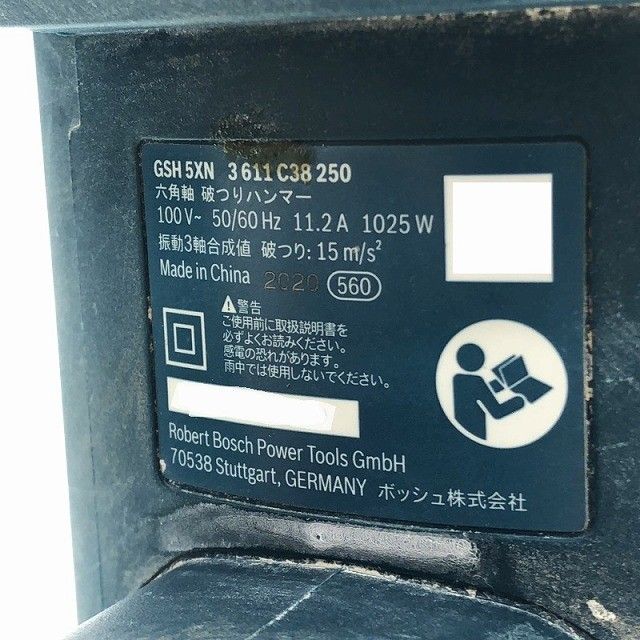 GSH 5XN 3 611 C38 250
六角軸 破つりハンマー
100 V~ 50/60 Hz 11.2 A 1025 W
振動3軸合成値 破つり: 15 m/s²
Made in China 2020 560
警告
ご使用前に取扱説明書を
必ずよくお読みください。
感電の恐れがあります。
雨中では使用しないでください。
Robert Bosch Power Tools GmbH
70538 Stuttgart, GERMANY ボッシュ株式会社